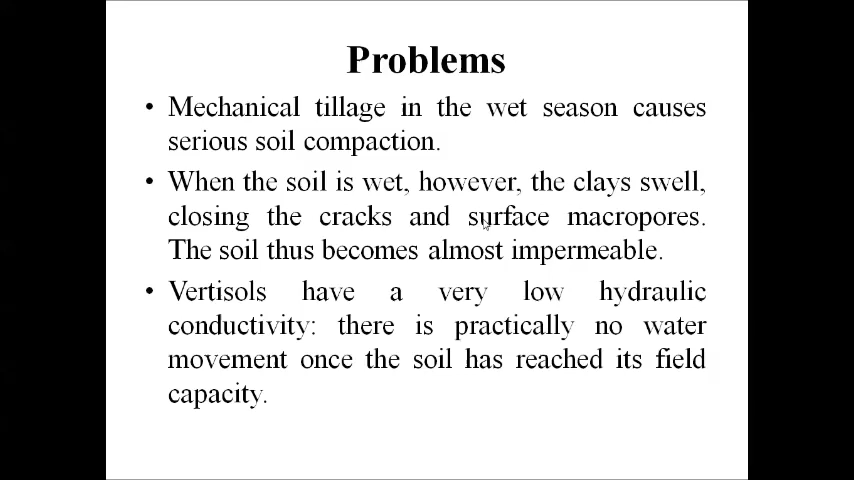 Problems
• Mechanical tillage in the wet season causes
serious soil compaction.
• When the soil is wet, however, the clays swell,
closing the cracks and surface macropores.
The soil thus becomes almost impermeable.
• Vertisols have a very low hydraulic
conductivity: there is practically no water
movement once the soil has reached its field
capacity.